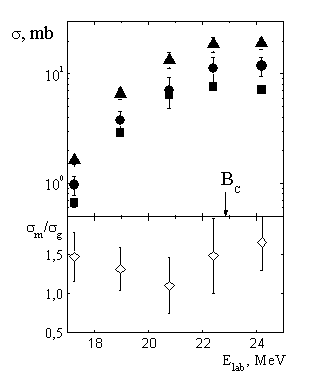 σ, mb
10¹
10⁰
B_c
σ_m/σ_g
1,5
1,0
0,5
18 20 22 24
E_lab, MeV